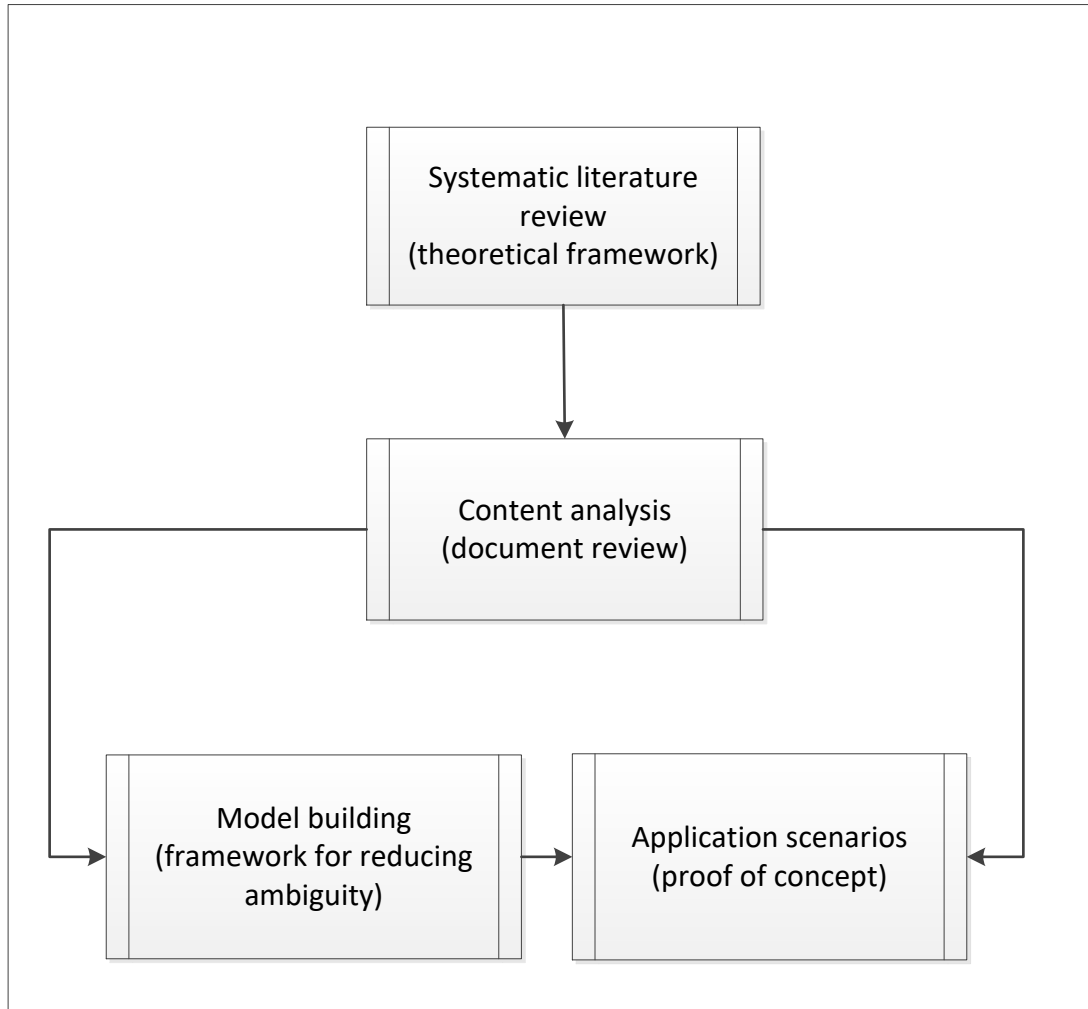 Systematic literature
review
(theoretical framework)
Content analysis
(document review)
Model building
(framework for reducing
ambiguity)
Application scenarios
(proof of concept)